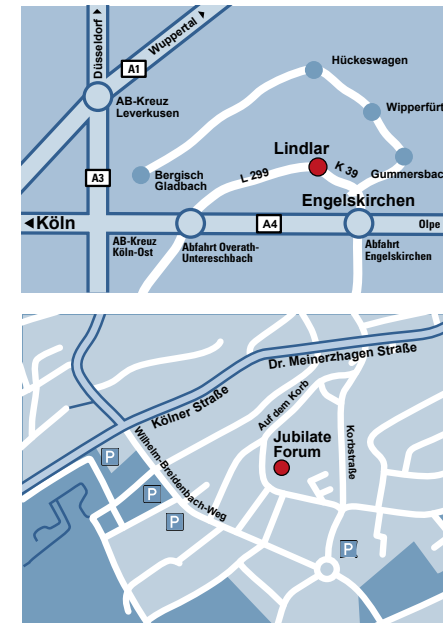 Düsseldorf
Wuppertal
A1
Hückeswagen
AB-Kreuz
Leverkusen
Wipperfürt
Lindlar
A3
Bergisch
Gladbach
L 299
K 39
Gummersbac
Engelskirchen
Köln
AB-Kreuz
Köln-Ost
Abfahrt Overath-
Untereschbach
A4
Abfahrt
Engelskirchen
Olpe
Dr. Meinerzhagen Straße
Kölner Straße
Auf dem Korb
Wilhelm-Breidenbach-Weg
Jubilate
Forum
Korbstraße
P
P
P
P